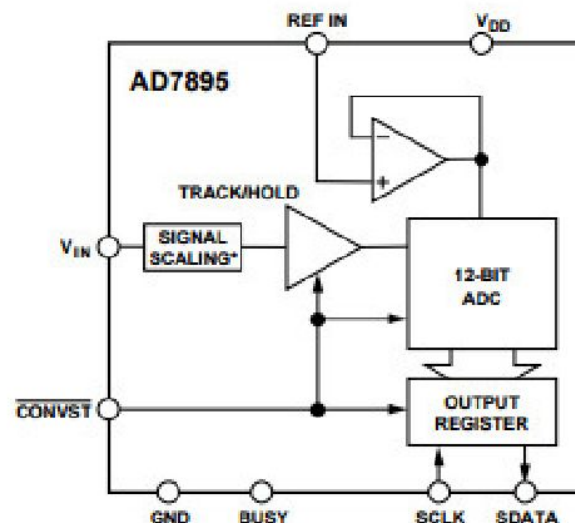 REF IN
VDD
AD7895
TRACK/HOLD
VIN
SIGNAL
SCALING*
12-BIT
ADC
CONVST
OUTPUT
REGISTER
GND
BUSY
SCLK
SDATA